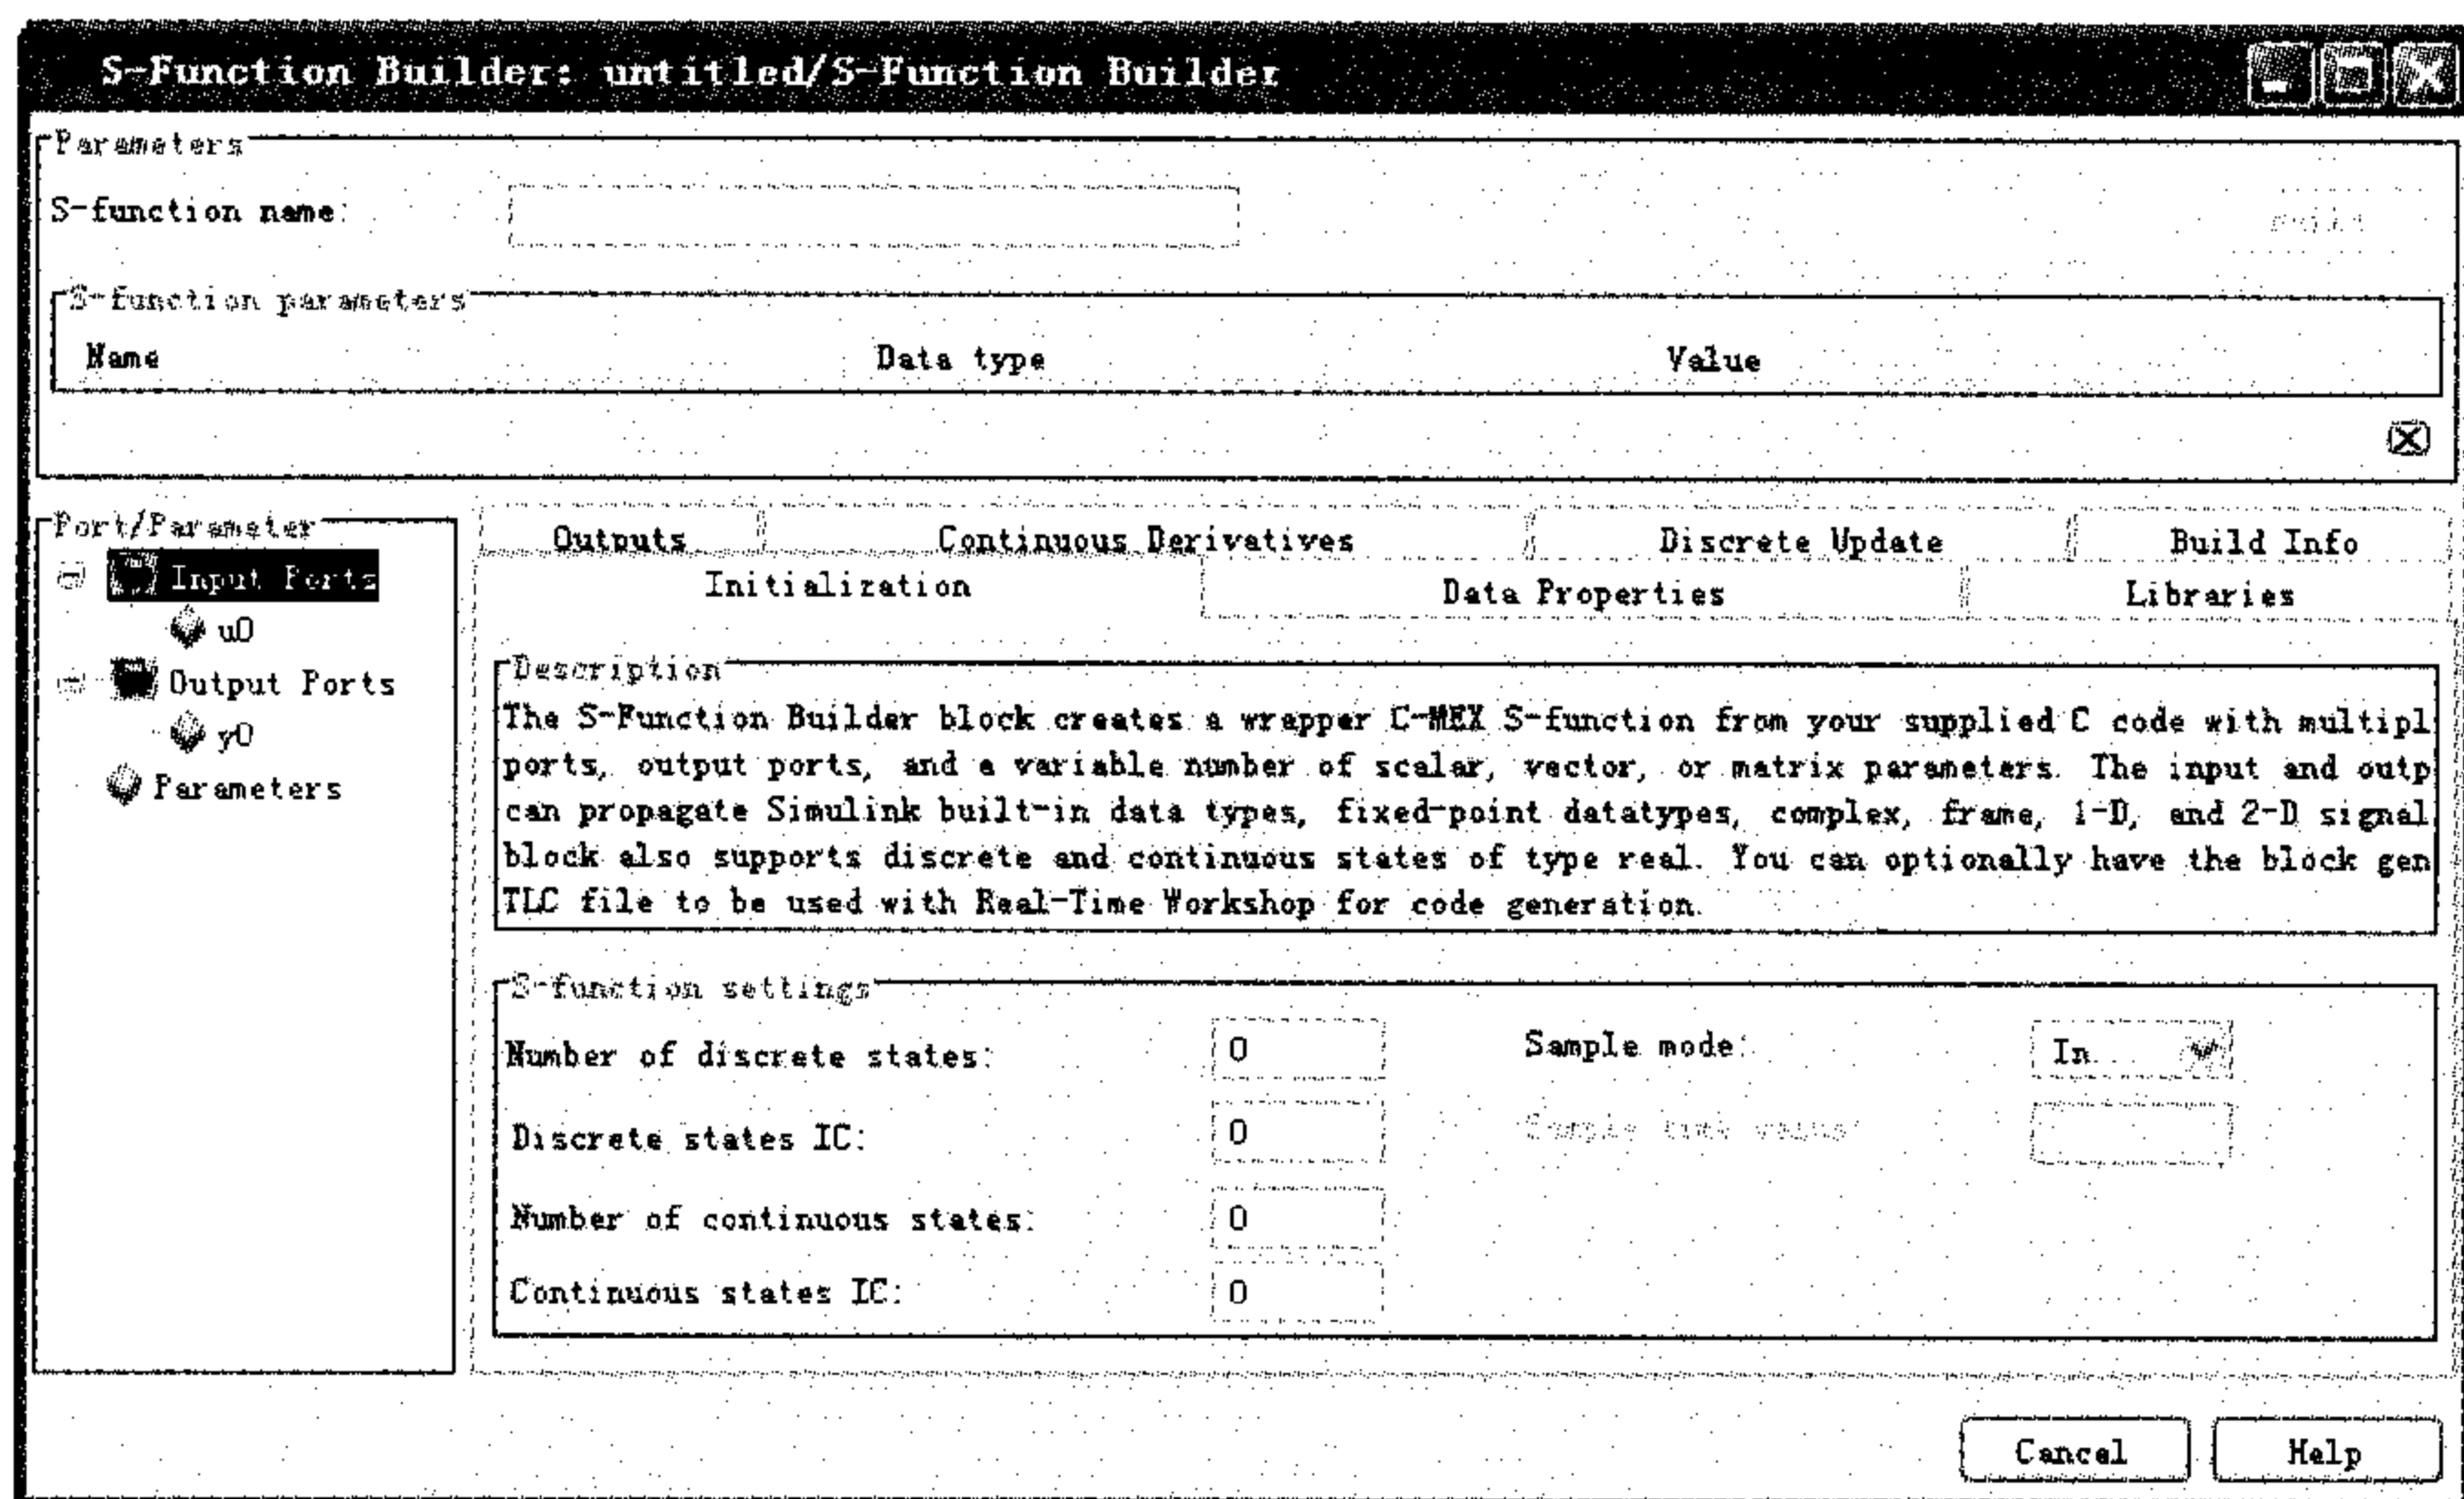 S-Function Builder: untitled/S-Function Builder
Parameters
S-function name:
S-function parameters
Name Data type Value
Port/Parameter
Input Ports
u0
Output Ports
y0
Parameters
Outputs Continuous Derivatives Discrete Update Build Info
Initialization Data Properties Libraries
Description
The S-Function Builder block creates a wrapper C-MEX S-function from your supplied C code with multipl
ports, output ports, and a variable number of scalar, vector, or matrix parameters. The input and outp
can propagate Simulink built-in data types, fixed-point datatypes, complex, frame, 1-D, and 2-D signal
block also supports discrete and continuous states of type real. You can optionally have the block gen
TLC file to be used with Real-Time Workshop for code generation.
S-function settings
Number of discrete states: 0 Sample mode: In...
Discrete states IC: 0 Sample time value:
Number of continuous states: 0
Continuous states IC: 0
Cancel Help